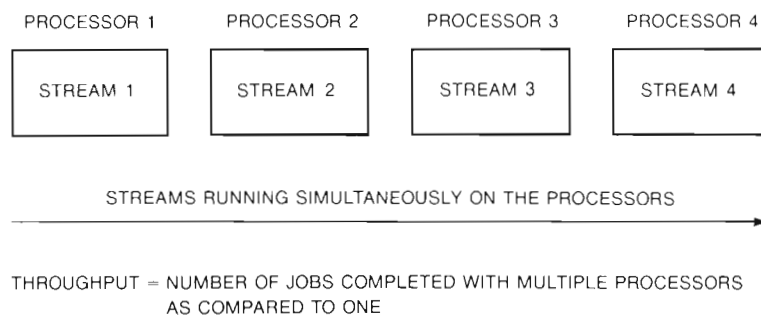 PROCESSOR 1 PROCESSOR 2 PROCESSOR 3 PROCESSOR 4
STREAM 1 STREAM 2 STREAM 3 STREAM 4
STREAMS RUNNING SIMULTANEOUSLY ON THE PROCESSORS
THROUGHPUT = NUMBER OF JOBS COMPLETED WITH MULTIPLE PROCESSORS
AS COMPARED TO ONE